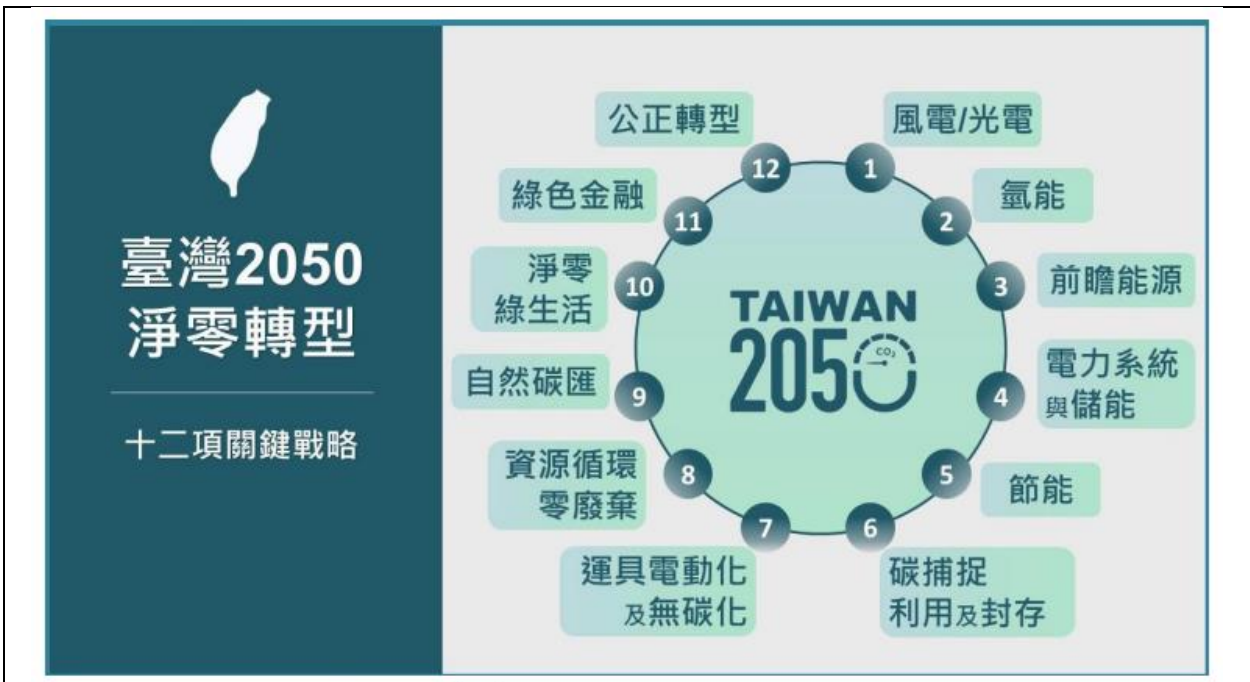 臺灣2050
淨零轉型
十二項關鍵戰略
TAIWAN
2050
CO₂
1
風電/光電
2
氫能
3
前瞻能源
4
電力系統
與儲能
5
節能
6
碳捕捉
利用及封存
7
運具電動化
及無碳化
8
資源循環
零廢棄
9
自然碳匯
10
淨零
綠生活
11
綠色金融
12
公正轉型